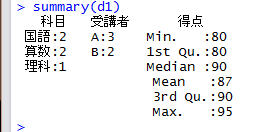 > summary(d1)
科目 受講者 得点
国語:2 A:3 Min. :80
算数:2 B:2 1st Qu.:80
理科:1 Median :90
Mean :87
3rd Qu.:90
Max. :95
>